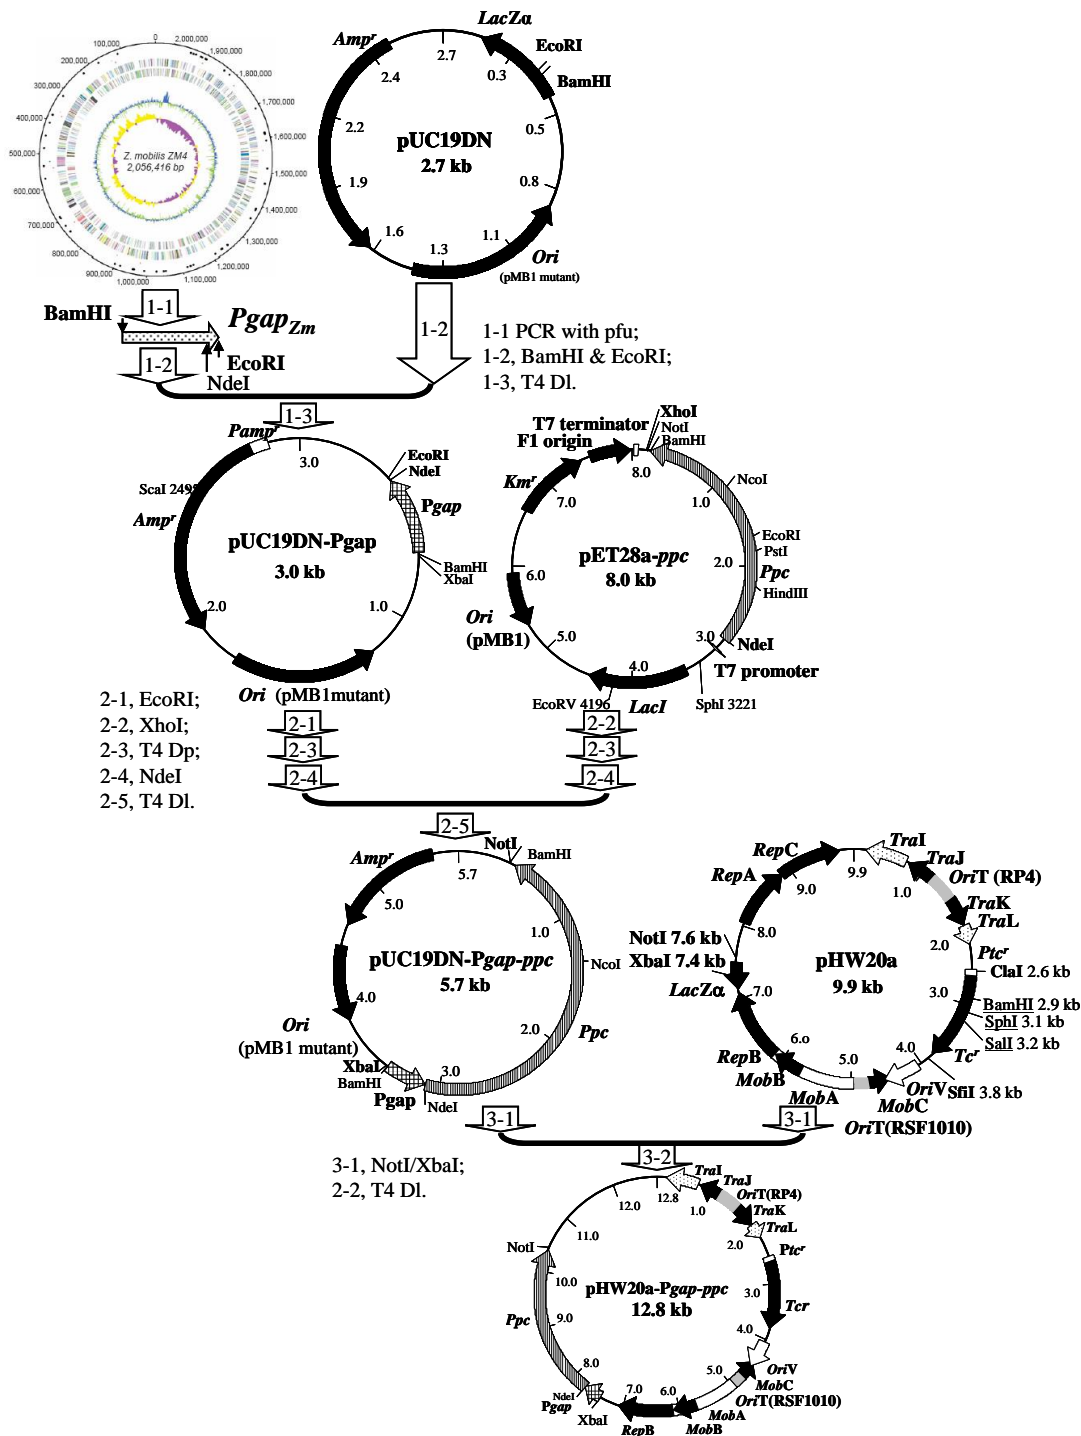 0
2,000,000
100,000
1,900,000
200,000
1,800,000
300,000
1,700,000
400,000
1,600,000
500,000
1,500,000
600,000
1,400,000
700,000
1,300,000
800,000
1,200,000
900,000
1,100,000
1,000,000
Z. mobilis ZM4
2,056,416 bp
LacZα
Ampr
2.7
EcoRI
2.4
0.3
BamHI
2.2
0.5
pUC19DN
2.7 kb
1.9
0.8
1.6
1.3
1.1
Ori
(pMB1 mutant)
1-1
BamHI
PgapZm
1-2
EcoRI
NdeI
1-2
1-1 PCR with pfu;
1-2, BamHI & EcoRI;
1-3, T4 Dl.
1-3
Pampr
3.0
EcoRI
NdeI
ScaI 2498
Ampr
Pgap
pUC19DN-Pgap
3.0 kb
BamHI
XbaI
2.0
1.0
Ori (pMB1mutant)
T7 terminator
F1 origin
XhoI
NotI
BamHI
8.0
Kmr
7.0
1.0
NcoI
EcoRI
PstI
pET28a-ppc
8.0 kb
2.0
Ppc
HindIII
6.0
Ori
(pMB1)
5.0
3.0
NdeI
T7 promoter
4.0
EcoRV 4196
LacI
SphI 3221
2-1, EcoRI;
2-2, XhoI;
2-3, T4 Dp;
2-4, NdeI
2-5, T4 Dl.
2-1
2-3
2-4
2-2
2-3
2-4
2-5
NotI
BamHI
Ampr
5.7
5.0
1.0
pUC19DN-Pgap-ppc
5.7 kb
NcoI
4.0
Ori
(pMB1 mutant)
2.0
Ppc
XbaI
BamHI
3.0
Pgap
NdeI
TraI
RepC
9.9
TraJ
OriT (RP4)
RepA
9.0
1.0
TraK
TraL
8.0
2.0
Ptcr
NotI 7.6 kb
XbaI 7.4 kb
pHW20a
9.9 kb
ClaI 2.6 kb
LacZα
7.0
3.0
BamHI 2.9 kb
SphI 3.1 kb
SalI 3.2 kb
6.o
RepB
5.0
4.0
Tcr
MobB
MobA
OriV
SfiI 3.8 kb
MobC
OriT(RSF1010)
3-1
3-1
3-2
3-1, NotI/XbaI;
2-2, T4 Dl.
TraI
12.8
TraJ
12.0
1.0
OriT(RP4)
TraK
TraL
11.0
2.0
Ptcr
NotI
10.0
pHW20a-Pgap-ppc
12.8 kb
3.0
Tcr
Ppc
9.0
4.0
8.0
5.0
OriV
MobC
NdeI
7.0
6.0
OriT(RSF1010)
Pgap
XbaI
MobA
RepB
MobB